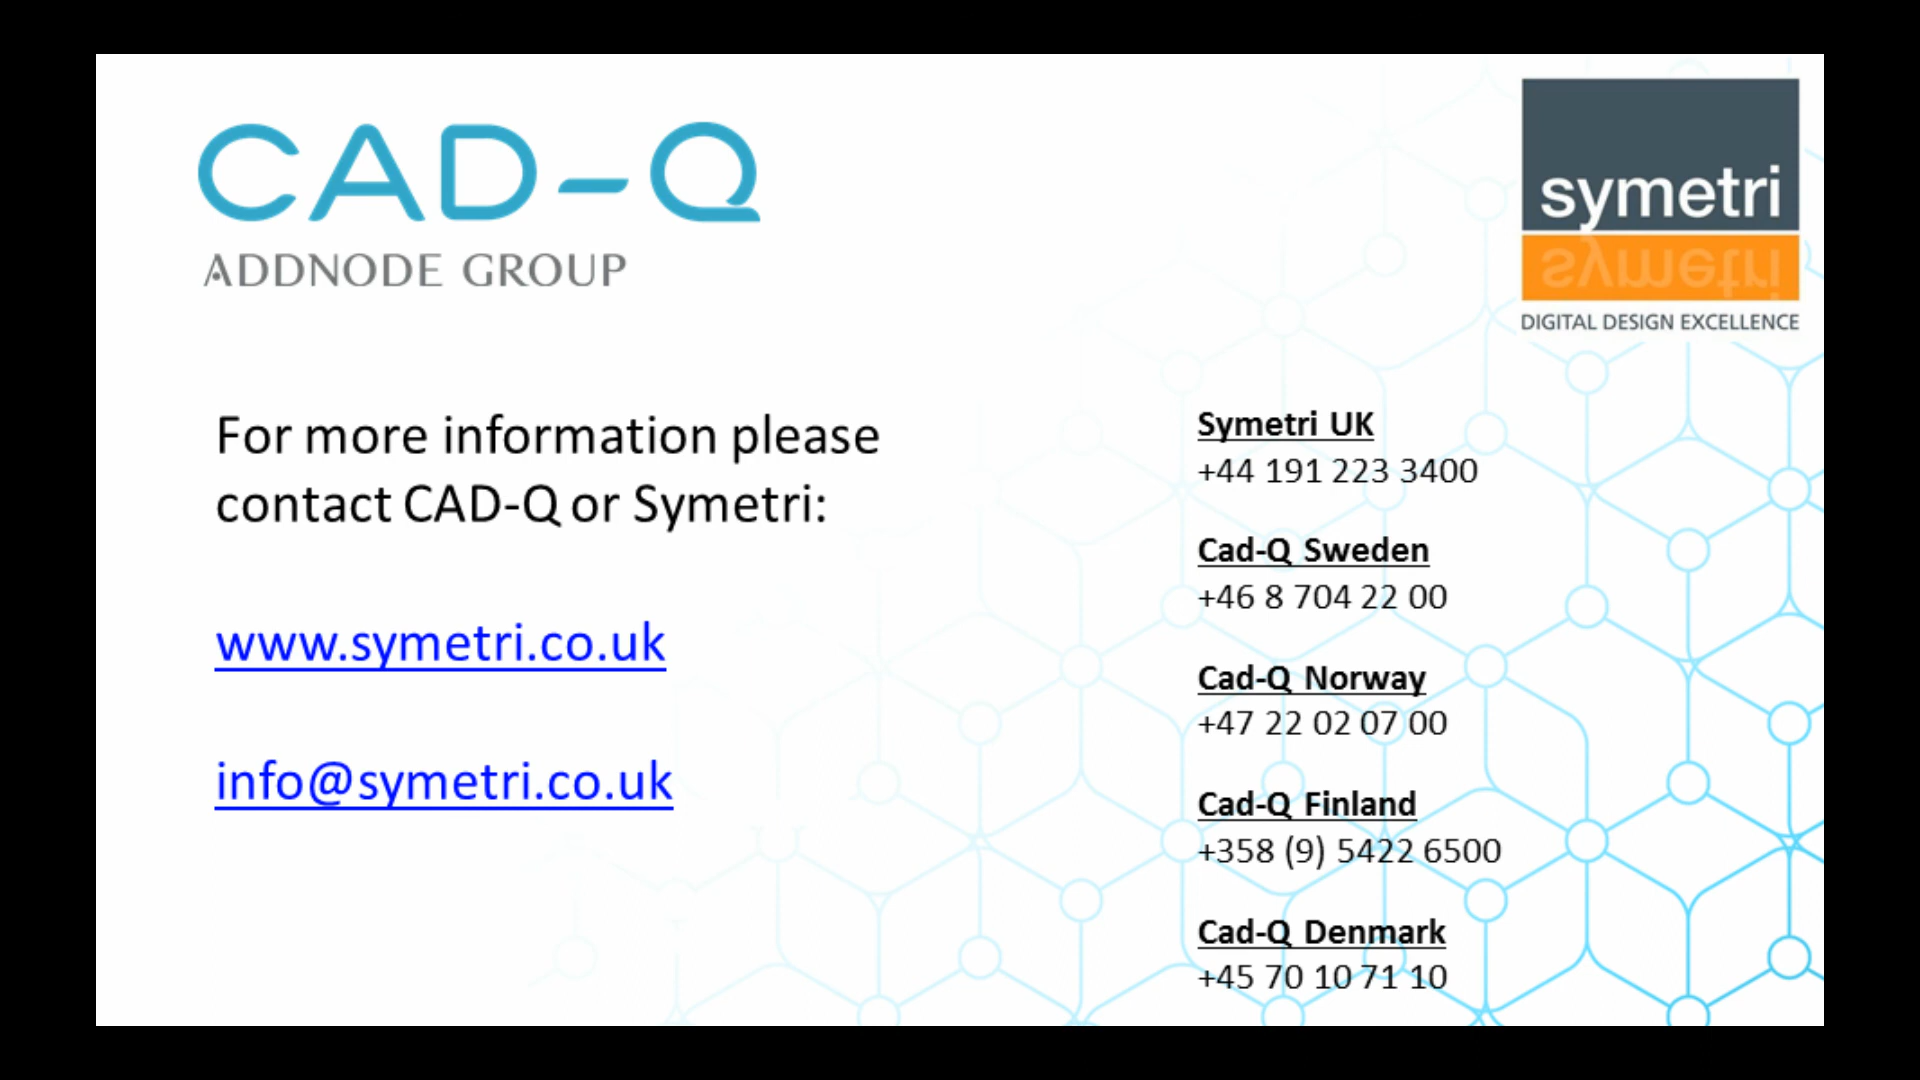 CAD-Q
ADDNODE GROUP
symetri
symetri
DIGITAL DESIGN EXCELLENCE
For more information please
contact CAD-Q or Symetri:
www.symetri.co.uk
info@symetri.co.uk
Symetri UK
+44 191 223 3400
Cad-Q Sweden
+46 8 704 22 00
Cad-Q Norway
+47 22 02 07 00
Cad-Q Finland
+358 (9) 5422 6500
Cad-Q Denmark
+45 70 10 71 10